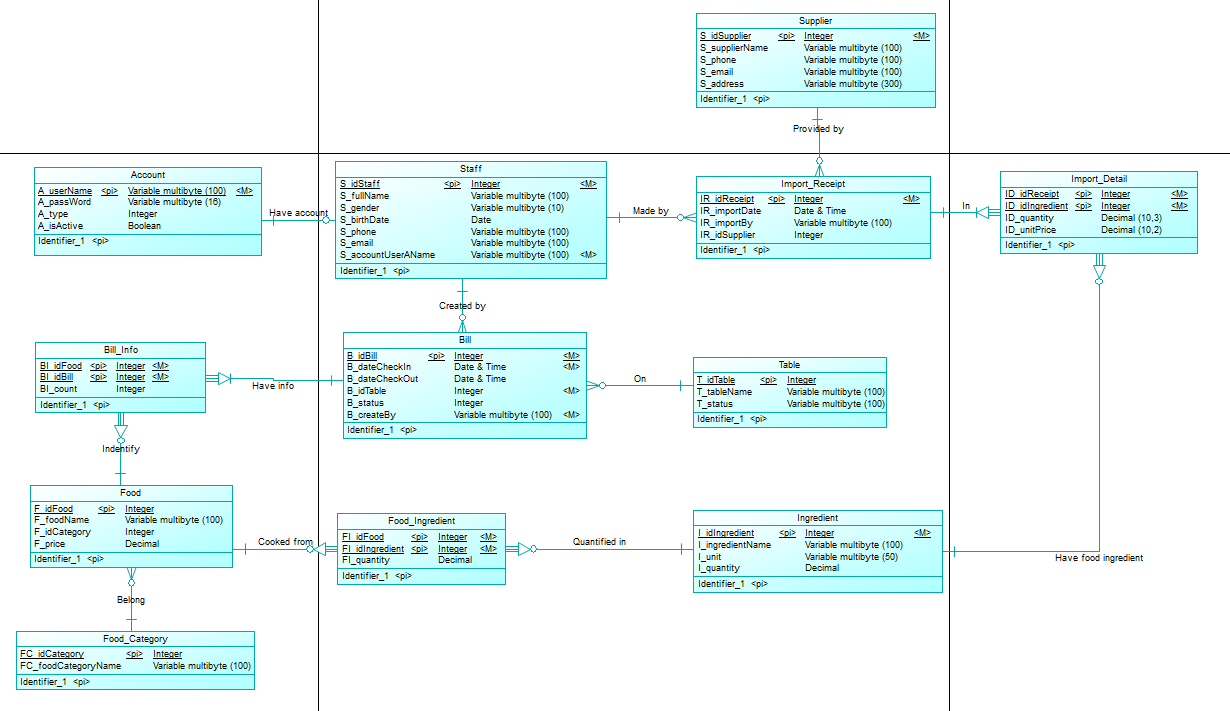 Supplier
S_idSupplier <pi> Integer <M>
S_supplierName Variable multibyte (100)
S_phone Variable multibyte (100)
S_email Variable multibyte (100)
S_address Variable multibyte (300)
Identifier_1 <pi>
Provided by
Account
A_userName <pi> Variable multibyte (100) <M>
A_passWord Variable multibyte (16)
A_type Integer
A_isActive Boolean
Identifier_1 <pi>
Have account
Staff
S_idStaff <pi> Integer <M>
S_fullName Variable multibyte (100)
S_gender Variable multibyte (10)
S_birthDate Date
S_phone Variable multibyte (100)
S_email Variable multibyte (100)
S_accountUserAName Variable multibyte (100) <M>
Identifier_1 <pi>
Made by
Import_Receipt
IR_idReceipt <pi> Integer <M>
IR_importDate Date & Time
IR_importBy Variable multibyte (100)
IR_idSupplier Integer
Identifier_1 <pi>
In
Import_Detail
ID_idReceipt <pi> Integer <M>
ID_idIngredient <pi> Integer <M>
ID_quantity Decimal (10,3)
ID_unitPrice Decimal (10,2)
Identifier_1 <pi>
Created by
Bill_Info
BI_idFood <pi> Integer <M>
BI_idBill <pi> Integer <M>
BI_count Integer
Identifier_1 <pi>
Have info
Bill
B_idBill <pi> Integer <M>
B_dateCheckIn Date & Time <M>
B_dateCheckOut Date & Time
B_idTable Integer <M>
B_status Integer
B_createBy Variable multibyte (100) <M>
Identifier_1 <pi>
On
Table
T_idTable <pi> Integer
T_tableName Variable multibyte (100)
T_status Variable multibyte (100)
Identifier_1 <pi>
Indentify
Food
F_idFood <pi> Integer
F_foodName Variable multibyte (100)
F_idCategory Integer
F_price Decimal
Identifier_1 <pi>
Cooked from
Food_Ingredient
FI_idFood <pi> Integer <M>
FI_idIngredient <pi> Integer <M>
FI_quantity Decimal
Identifier_1 <pi>
Quantified in
Ingredient
I_idIngredient <pi> Integer <M>
I_ingredientName Variable multibyte (100)
I_unit Variable multibyte (50)
I_quantity Decimal
Identifier_1 <pi>
Have food ingredient
Belong
Food_Category
FC_idCategory <pi> Integer
FC_foodCategoryName Variable multibyte (100)
Identifier_1 <pi>